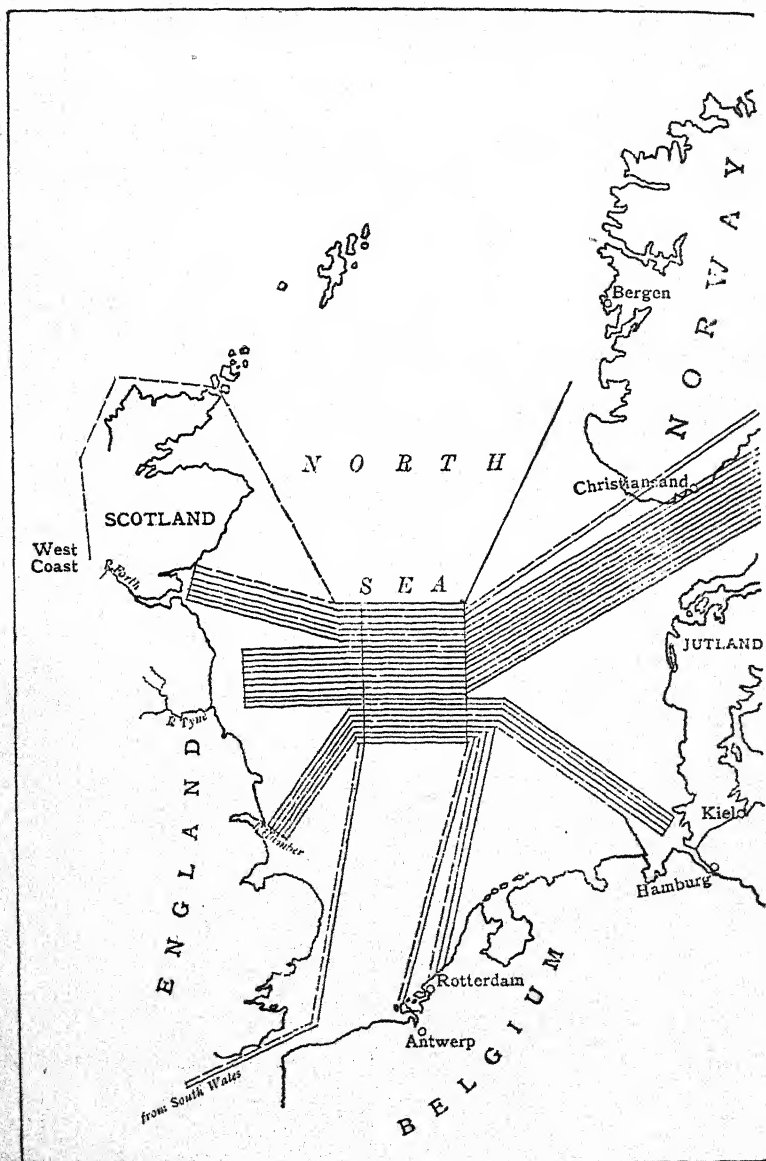 NORWAY
Bergen
NORTH
Christiansand
SCOTLAND
West
Coast
R. Forth
SEA
JUTLAND
R. Tyne
ENGLAND
Kiel
Humber
Hamburg
Rotterdam
Antwerp
BELGIUM
from South Wales